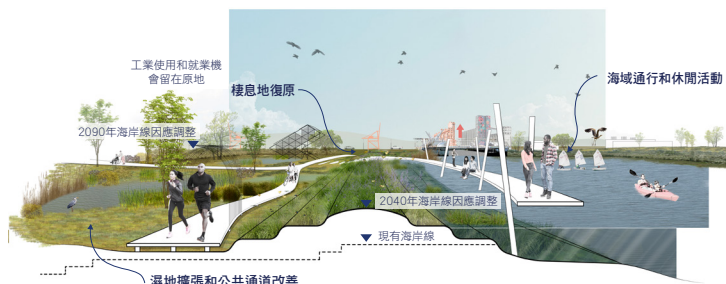 工業使用和就業機
會留在原地
棲息地復原
海域通行和休閒活動
2090年海岸線因應調整
2040年海岸線因應調整
現有海岸線
濕地擴張和公共通道改善